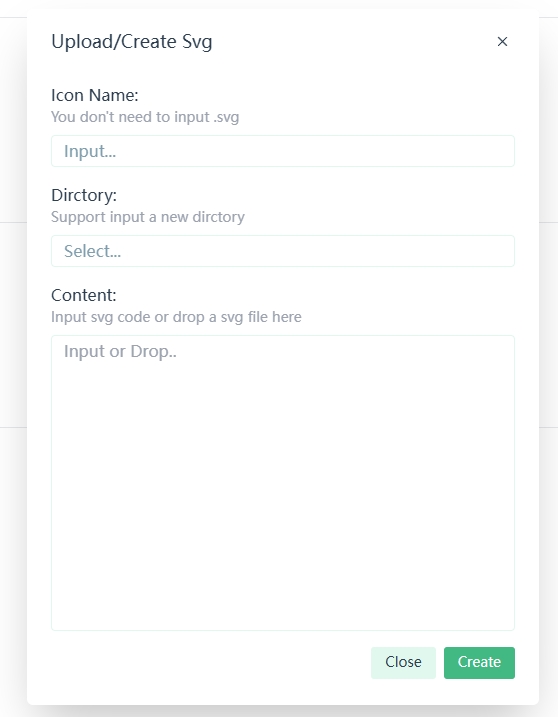 Upload/Create Svg
Icon Name:
You don't need to input .svg
Input...
Dirctory:
Support input a new dirctory
Select...
Content:
Input svg code or drop a svg file here
Input or Drop..
Close
Create